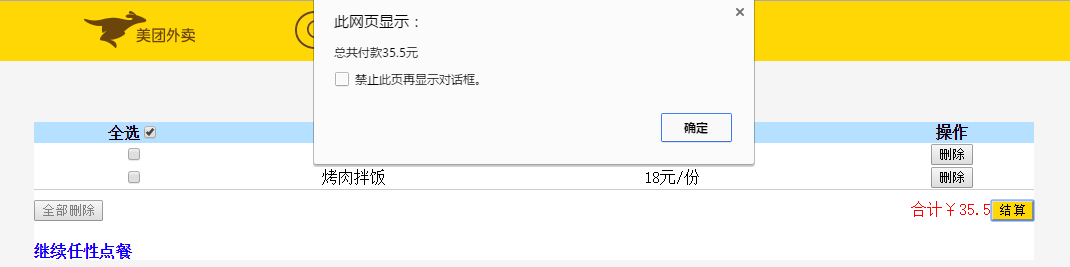 美团外卖
此网页显示：
总共付款35.5元
禁止此页再显示对话框。
确定
全选 操作
删除
烤肉拌饭 18元/份 删除
全部删除 合计￥35.5 结算
继续任性点餐